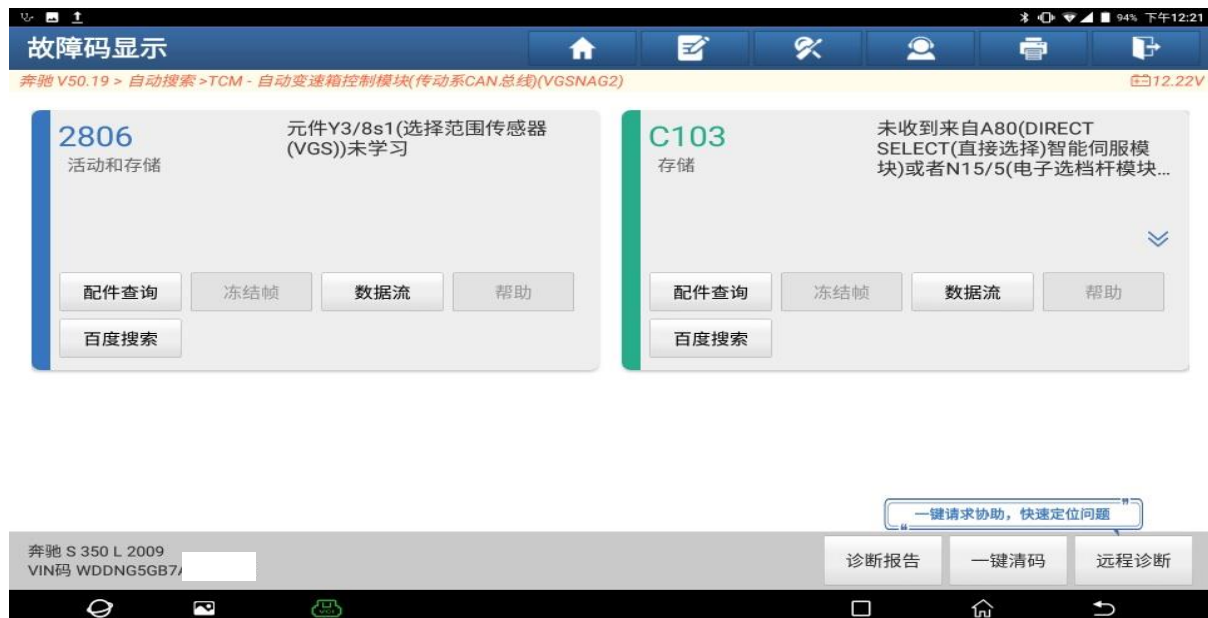 94% 下午12:21
故障码显示
奔驰 V50.19 > 自动搜索 >TCM - 自动变速箱控制模块(传动系CAN总线)(VGSNAG2)
12.22V
2806
活动和存储
元件Y3/8s1(选择范围传感器
(VGS))未学习
配件查询
冻结帧
数据流
帮助
百度搜索
C103
存储
未收到来自A80(DIRECT
SELECT(直接选择)智能伺服模
块)或者N15/5(电子选档杆模块...
配件查询
冻结帧
数据流
帮助
百度搜索
一键请求协助，快速定位问题
奔驰 S 350 L 2009
VIN码 WDDNG5GB7
诊断报告
一键清码
远程诊断
VCI